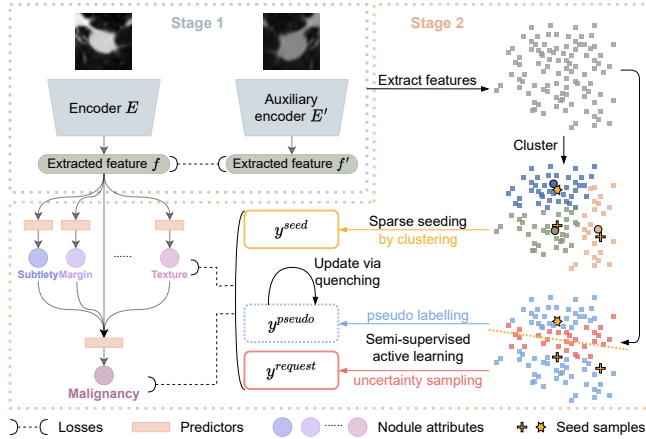 Stage 1
Stage 2
Encoder E
Auxiliary
encoder E′
Extract features
Extracted feature f
Extracted feature f′
Cluster
Subtlety
Margin
......
Texture
y^seed
Sparse seeding
by clustering
Update via
quenching
y^pseudo
pseudo labelling
Semi-supervised
active learning
y^request
uncertainty sampling
Malignancy
Losses
Predictors
...... Nodule attributes
Seed samples